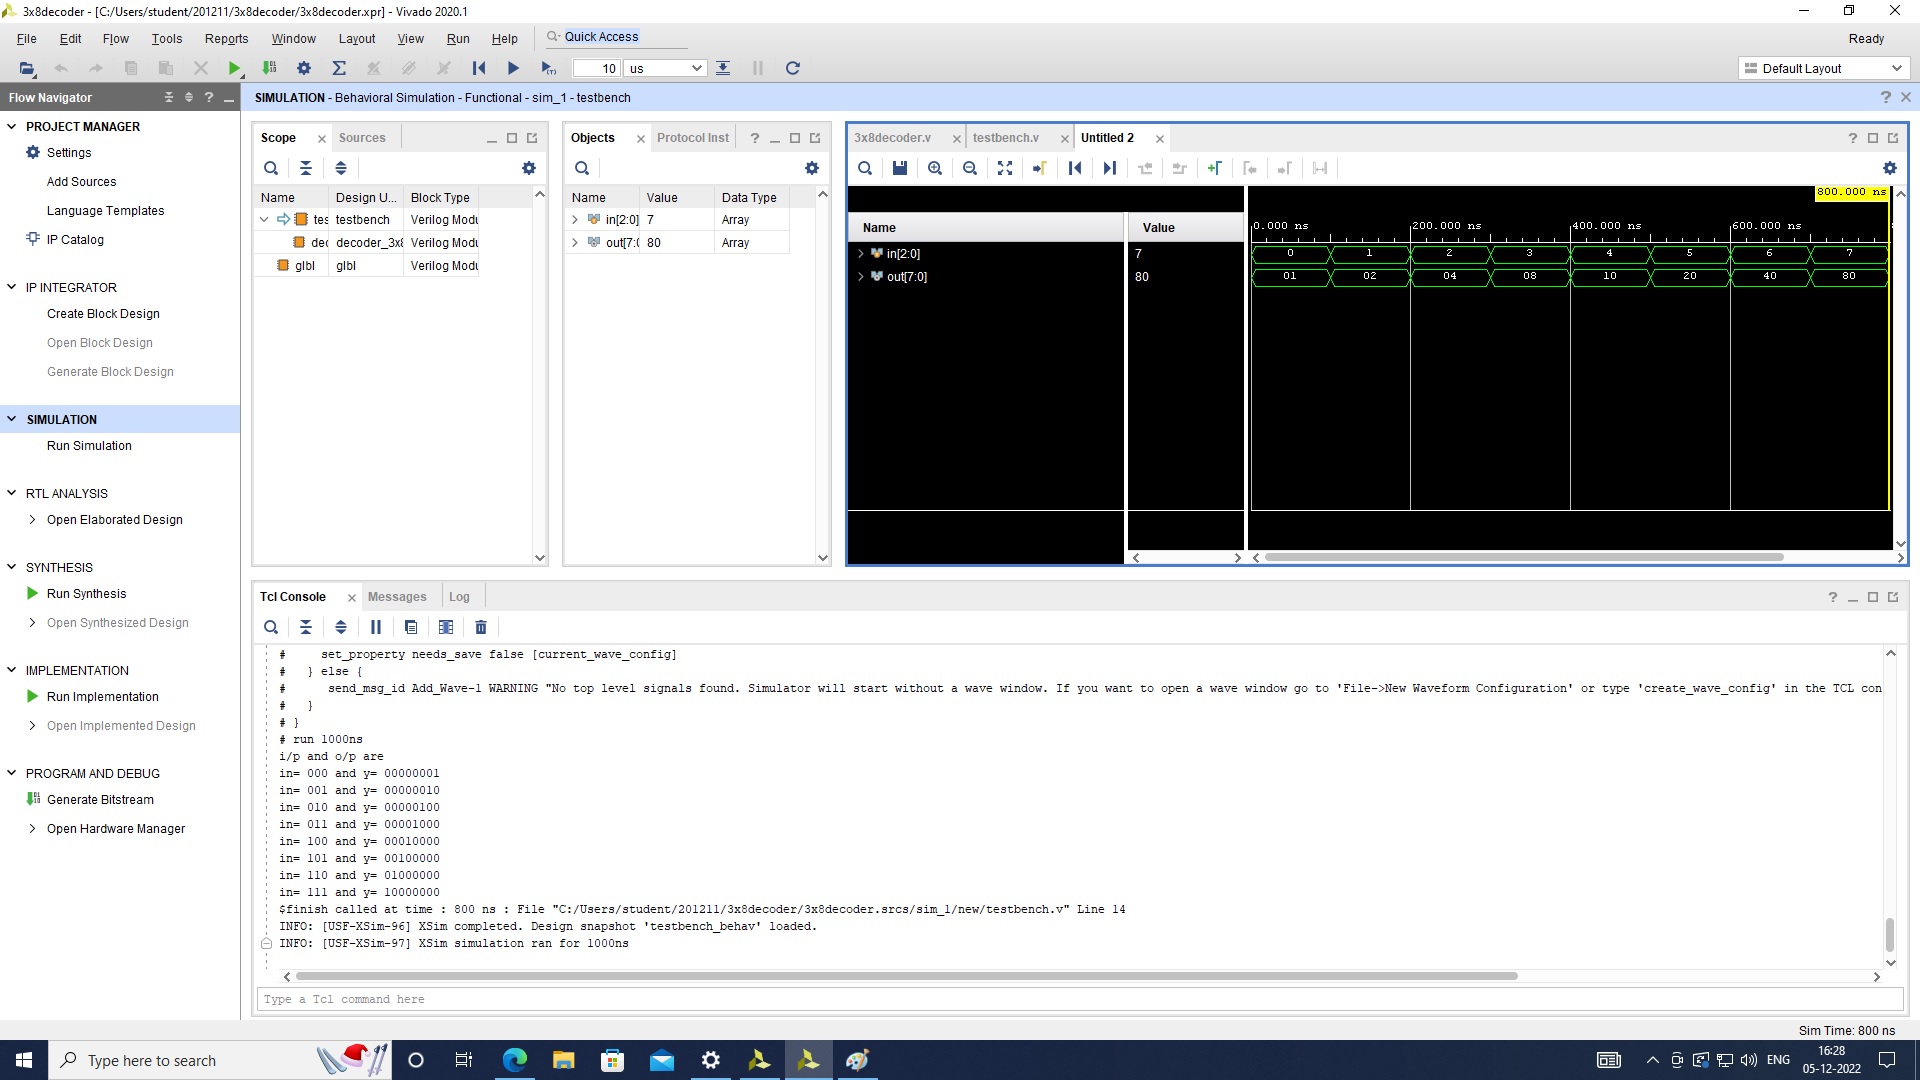 3x8decoder - [C:/Users/student/201211/3x8decoder/3x8decoder.xpr] - Vivado 2020.1
File Edit Flow Tools Reports Window Layout View Run Help Quick Access Ready
10 us Default Layout
Flow Navigator ? SIMULATION - Behavioral Simulation - Functional - sim_1 - testbench ?
PROJECT MANAGER
Settings
Add Sources
Language Templates
IP Catalog
IP INTEGRATOR
Create Block Design
Open Block Design
Generate Block Design
SIMULATION
Run Simulation
RTL ANALYSIS
Open Elaborated Design
SYNTHESIS
Run Synthesis
Open Synthesized Design
IMPLEMENTATION
Run Implementation
Open Implemented Design
PROGRAM AND DEBUG
Generate Bitstream
Open Hardware Manager
Scope Sources
Name Design U... Block Type
tes testbench Verilog Modu
dec decoder_3x8 Verilog Modu
glbl glbl Verilog Modu
Objects Protocol Inst ?
Name Value Data Type
in[2:0] 7 Array
out[7:0 80 Array
3x8decoder.v testbench.v Untitled 2 ?
800.000 ns
Name Value 0.000 ns 200.000 ns 400.000 ns 600.000 ns
in[2:0] 7 0 1 2 3 4 5 6 7
out[7:0] 80 01 02 04 08 10 20 40 80
Tcl Console Messages Log ?
# set_property needs_save false [current_wave_config]
# } else {
# send_msg_id Add_Wave-1 WARNING "No top level signals found. Simulator will start without a wave window. If you want to open a wave window go to 'File->New Waveform Configuration' or type 'create_wave_config' in the TCL con
# }
# }
# run 1000ns
i/p and o/p are
in= 000 and y= 00000001
in= 001 and y= 00000010
in= 010 and y= 00000100
in= 011 and y= 00001000
in= 100 and y= 00010000
in= 101 and y= 00100000
in= 110 and y= 01000000
in= 111 and y= 10000000
$finish called at time : 800 ns : File "C:/Users/student/201211/3x8decoder/3x8decoder.srcs/sim_1/new/testbench.v" Line 14
INFO: [USF-XSim-96] XSim completed. Design snapshot 'testbench_behav' loaded.
INFO: [USF-XSim-97] XSim simulation ran for 1000ns
Type a Tcl command here
Sim Time: 800 ns
Type here to search ENG 16:28
05-12-2022